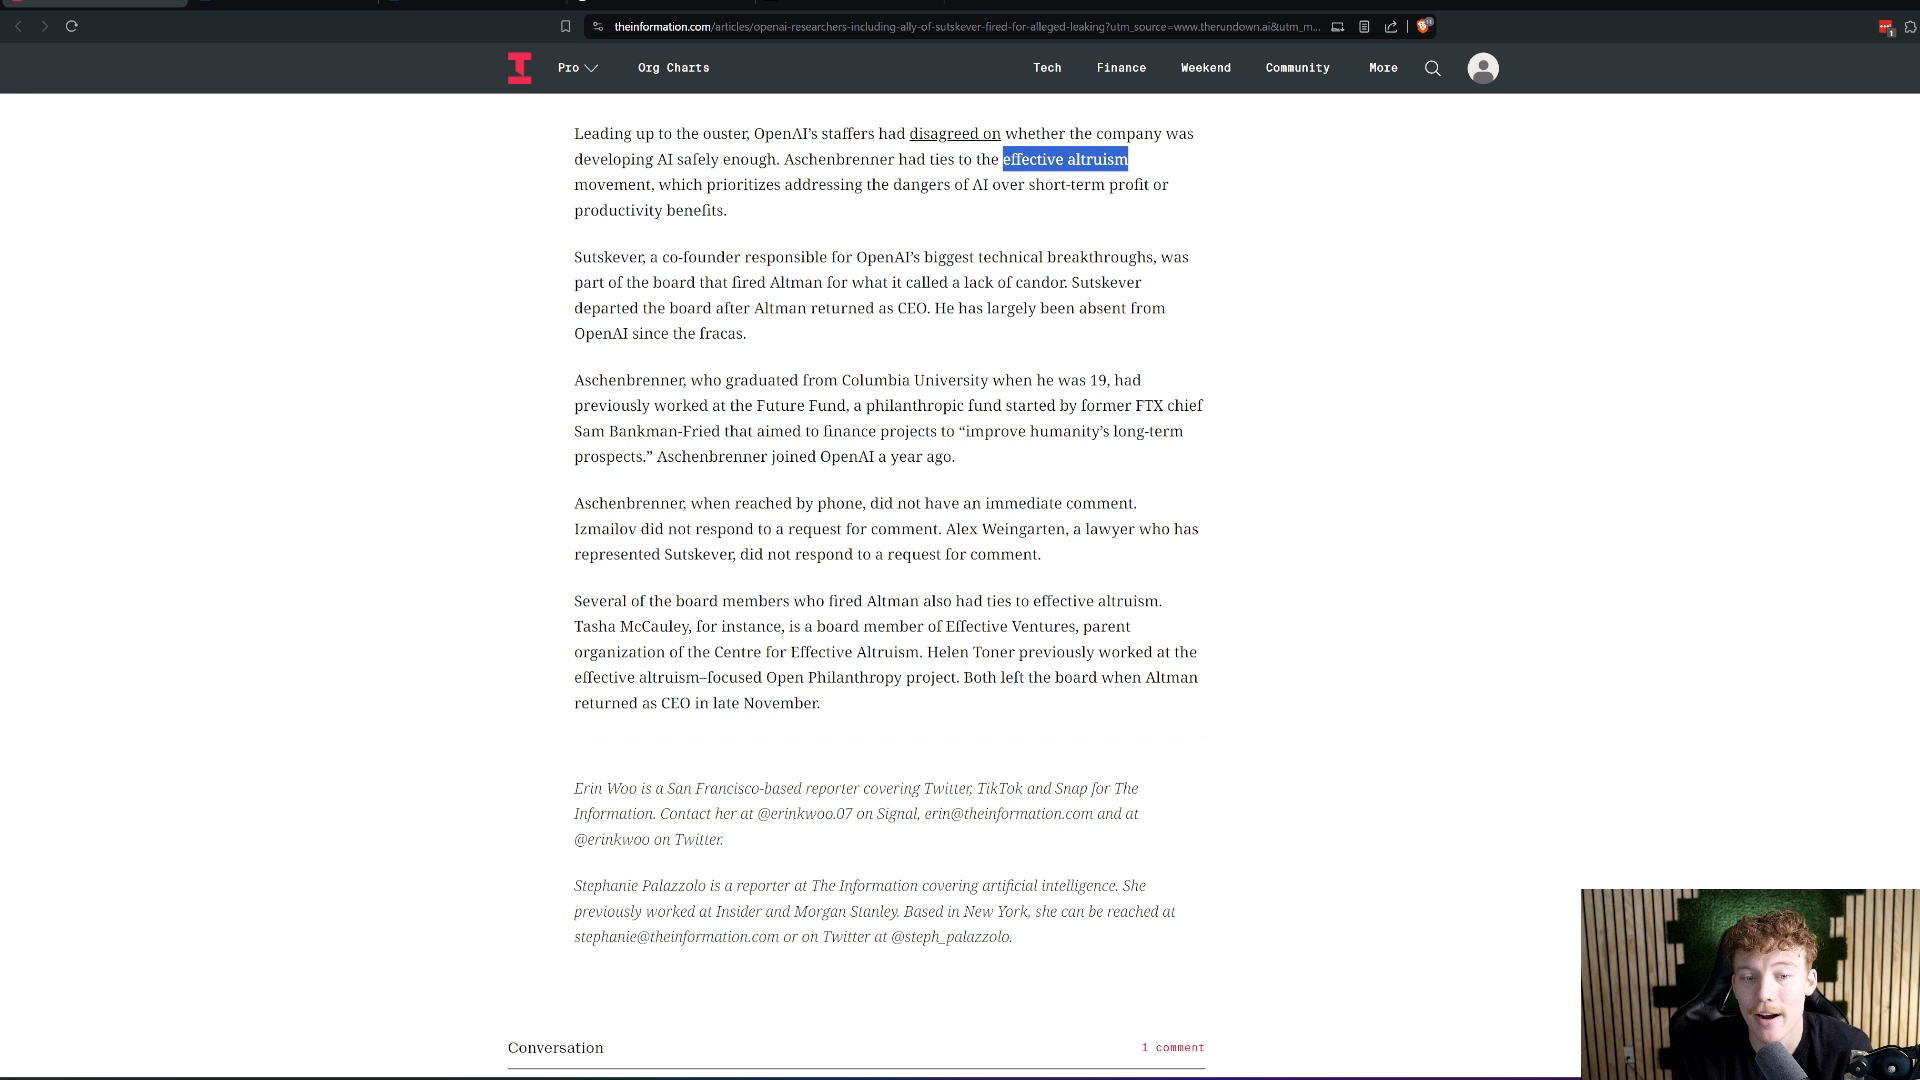 theinformation.com/articles/openai-researchers-including-ally-of-sutskever-fired-for-alleged-leaking?utm_source=www.therundown.ai&utm_m...
Pro
Org Charts
Tech
Finance
Weekend
Community
More
Leading up to the ouster, OpenAI’s staffers had disagreed on whether the company was
developing AI safely enough. Aschenbrenner had ties to the effective altruism
movement, which prioritizes addressing the dangers of AI over short-term profit or
productivity benefits.
Sutskever, a co-founder responsible for OpenAI’s biggest technical breakthroughs, was
part of the board that fired Altman for what it called a lack of candor. Sutskever
departed the board after Altman returned as CEO. He has largely been absent from
OpenAI since the fracas.
Aschenbrenner, who graduated from Columbia University when he was 19, had
previously worked at the Future Fund, a philanthropic fund started by former FTX chief
Sam Bankman-Fried that aimed to finance projects to “improve humanity’s long-term
prospects.” Aschenbrenner joined OpenAI a year ago.
Aschenbrenner, when reached by phone, did not have an immediate comment.
Izmailov did not respond to a request for comment. Alex Weingarten, a lawyer who has
represented Sutskever, did not respond to a request for comment.
Several of the board members who fired Altman also had ties to effective altruism.
Tasha McCauley, for instance, is a board member of Effective Ventures, parent
organization of the Centre for Effective Altruism. Helen Toner previously worked at the
effective altruism–focused Open Philanthropy project. Both left the board when Altman
returned as CEO in late November.
Erin Woo is a San Francisco-based reporter covering Twitter, TikTok and Snap for The
Information. Contact her at @erinkwoo.07 on Signal, erin@theinformation.com and at
@erinkwoo on Twitter.
Stephanie Palazzolo is a reporter at The Information covering artificial intelligence. She
previously worked at Insider and Morgan Stanley. Based in New York, she can be reached at
stephanie@theinformation.com or on Twitter at @steph_palazzolo.
Conversation
1 comment